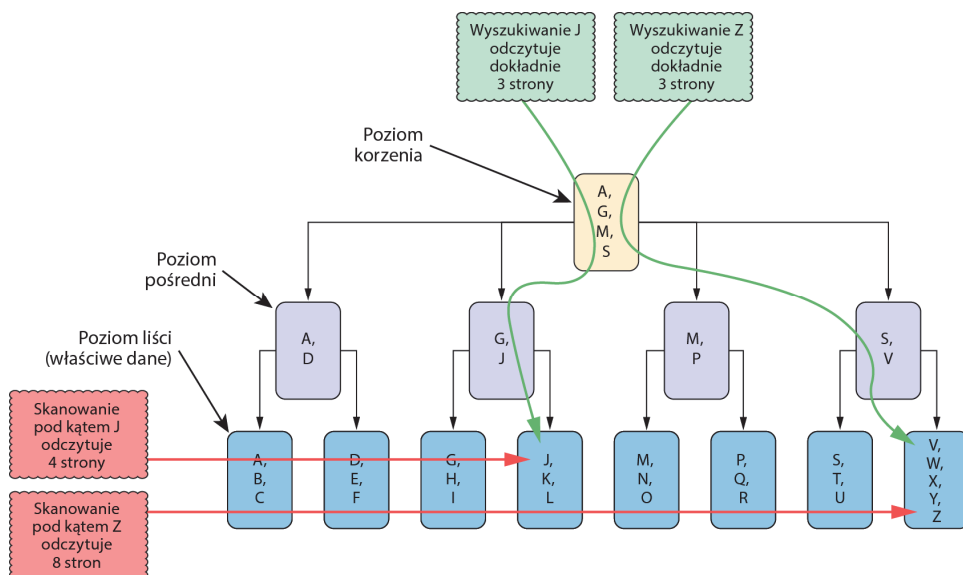 Wyszukiwanie J
odczytuje
dokładnie
3 strony
Wyszukiwanie Z
odczytuje
dokładnie
3 strony
Poziom
korzenia
A,
G,
M,
S
Poziom
pośredni
A,
D
G,
J
M,
P
S,
V
Poziom liści
(właściwe dane)
Skanowanie
pod kątem J
odczytuje
4 strony
Skanowanie
pod kątem Z
odczytuje
8 stron
A,
B,
C
D,
E,
F
G,
H,
I
J,
K,
L
M,
N,
O
P,
Q,
R
S,
T,
U
V,
W,
X,
Y,
Z